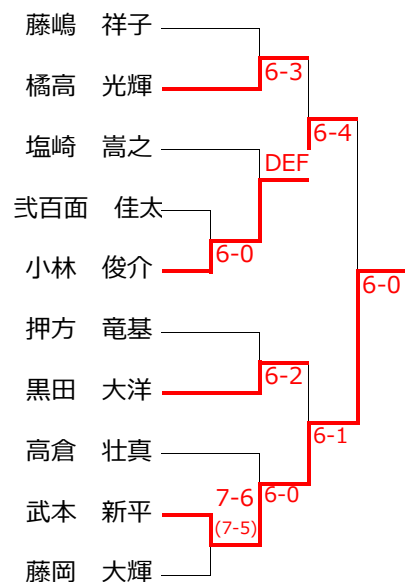 藤嶋 祥子
6-3
橘高 光輝
6-4
塩崎 嵩之
DEF
弐百面 佳太
6-0
小林 俊介
6-0
押方 竜基
6-2
黒田 大洋
6-1
高倉 壮真
7-6
6-0
武本 新平
(7-5)
藤岡 大輝